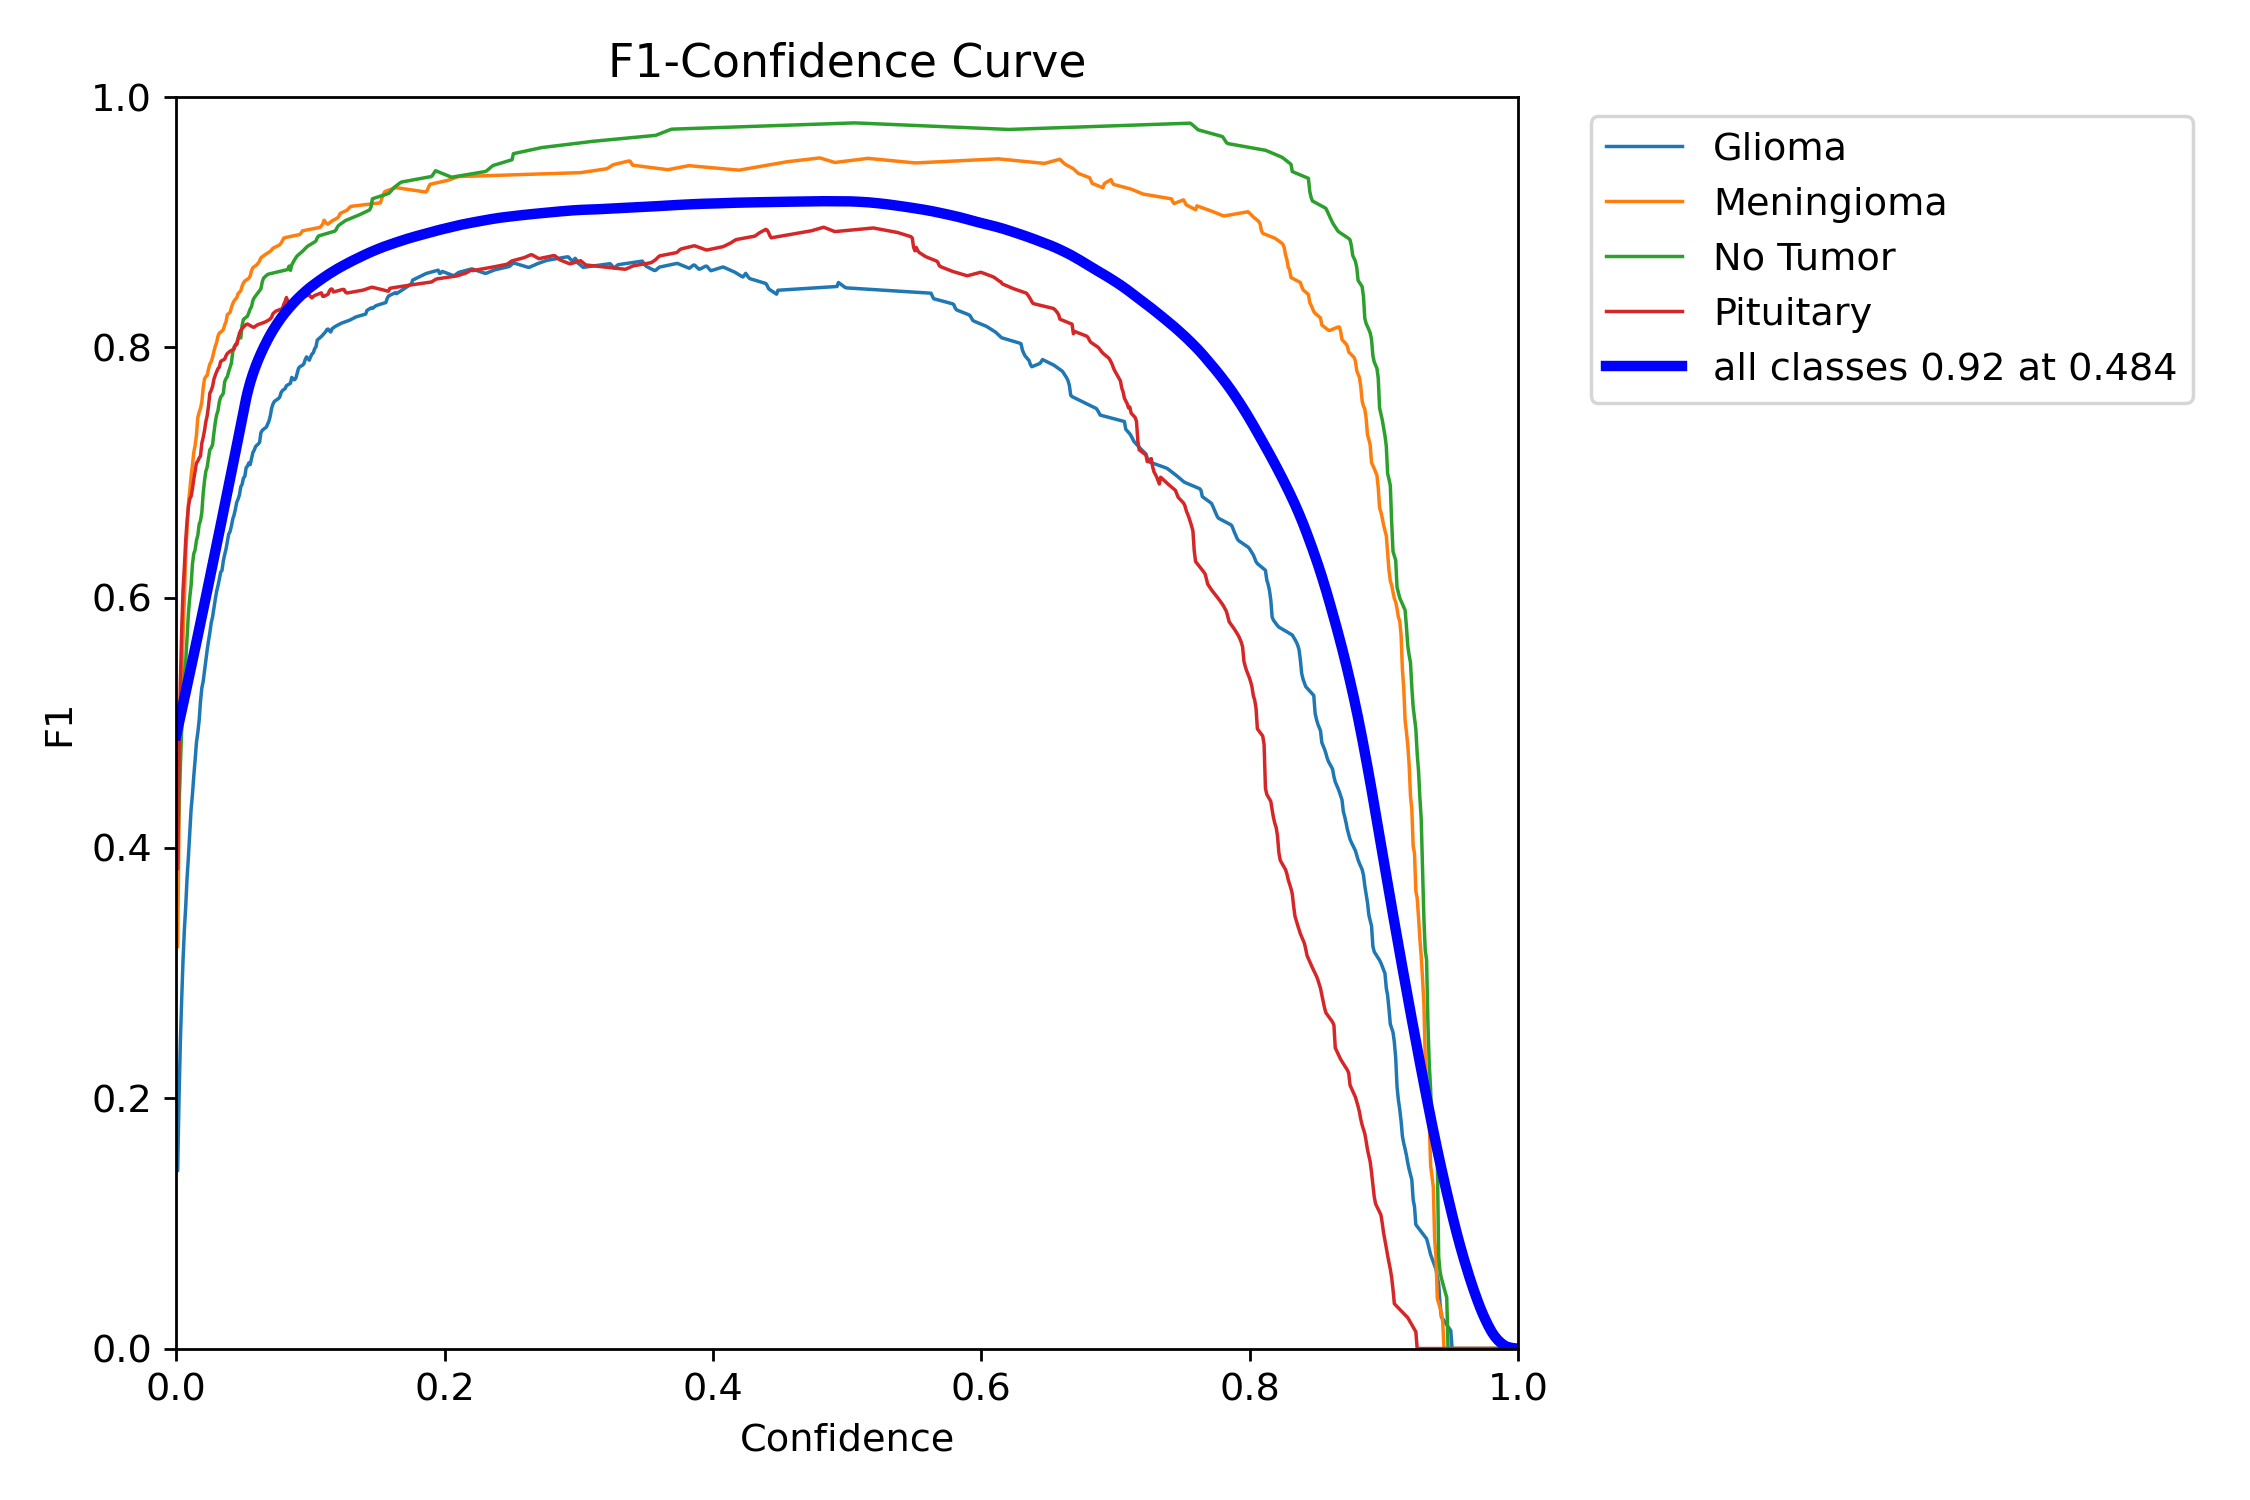 F1-Confidence Curve
1.0
0.8
0.6
0.4
0.2
0.0
F1
0.0 0.2 0.4 0.6 0.8 1.0
Confidence
Glioma
Meningioma
No Tumor
Pituitary
all classes 0.92 at 0.484